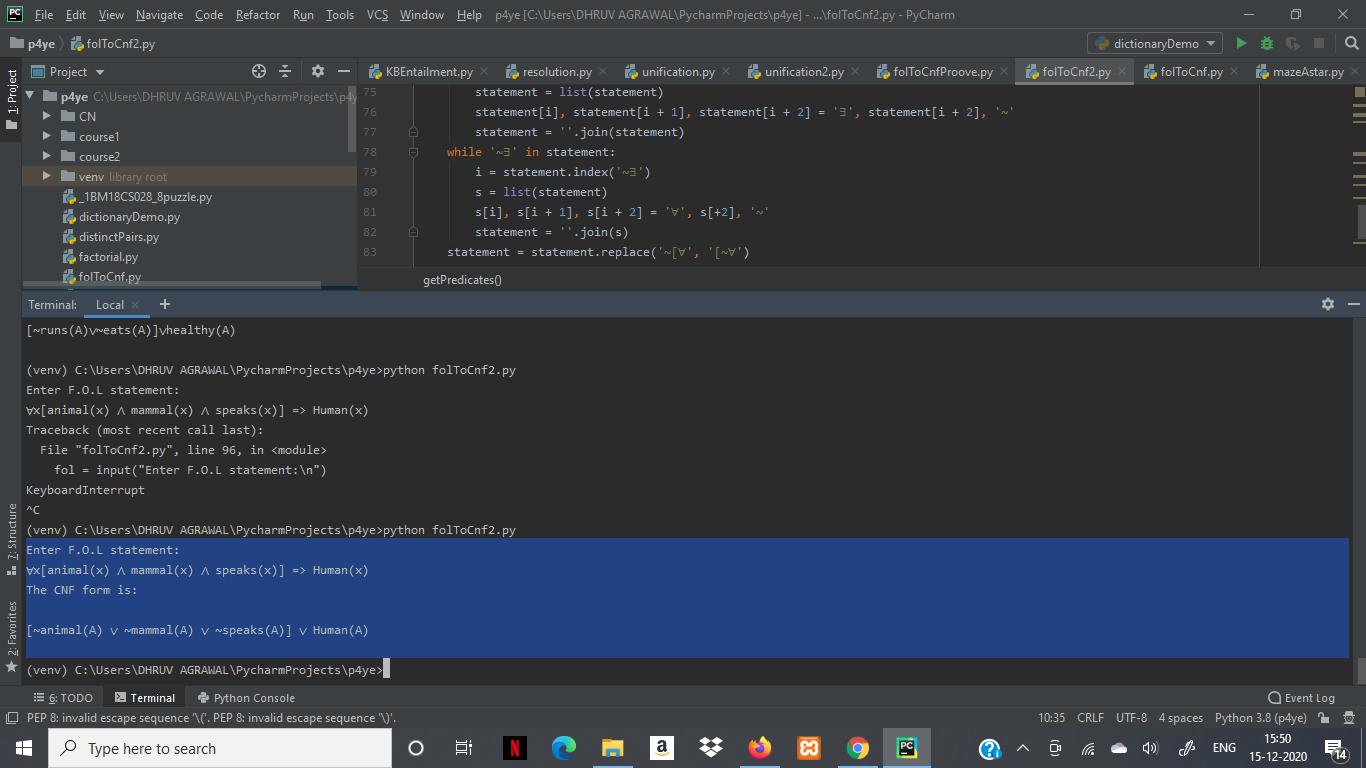 PC File Edit View Navigate Code Refactor Run Tools VCS Window Help p4ye [C:\Users\DHRUV AGRAWAL\PycharmProjects\p4ye] - ...\folToCnf2.py - PyCharm
p4ye folToCnf2.py dictionaryDemo
1: Project
Project
KBEntailment.py resolution.py unification.py unification2.py folToCnfProove.py folToCnf2.py folToCnf.py mazeAstar.py
p4ye C:\Users\DHRUV AGRAWAL\PycharmProjects\p4ye
CN
course1
course2
venv library root
_1BM18CS028_8puzzle.py
dictionaryDemo.py
distinctPairs.py
factorial.py
folToCnf.py
75 statement = list(statement)
76 statement[i], statement[i + 1], statement[i + 2] = '∃', statement[i + 2], '~'
77 statement = ''.join(statement)
78 while '~∃' in statement:
79 i = statement.index('~∃')
80 s = list(statement)
81 s[i], s[i + 1], s[i + 2] = '∀', s[+2], '~'
82 statement = ''.join(s)
83 statement = statement.replace('~[∀', '[~∀')
getPredicates()
Terminal: Local +
[~runs(A)∨~eats(A)]∨healthy(A)
(venv) C:\Users\DHRUV AGRAWAL\PycharmProjects\p4ye>python folToCnf2.py
Enter F.O.L statement:
∀x[animal(x) ∧ mammal(x) ∧ speaks(x)] => Human(x)
Traceback (most recent call last):
File "folToCnf2.py", line 96, in <module>
fol = input("Enter F.O.L statement:\n")
KeyboardInterrupt
^C
(venv) C:\Users\DHRUV AGRAWAL\PycharmProjects\p4ye>python folToCnf2.py
Enter F.O.L statement:
∀x[animal(x) ∧ mammal(x) ∧ speaks(x)] => Human(x)
The CNF form is:
[~animal(A) ∨ ~mammal(A) ∨ ~speaks(A)] ∨ Human(A)
(venv) C:\Users\DHRUV AGRAWAL\PycharmProjects\p4ye>
7: Structure
2: Favorites
6: TODO Terminal Python Console Event Log
PEP 8: invalid escape sequence '\('. PEP 8: invalid escape sequence '\)'. 10:35 CRLF UTF-8 4 spaces Python 3.8 (p4ye)
Type here to search
N a PC ENG
15:50
15-12-2020
14